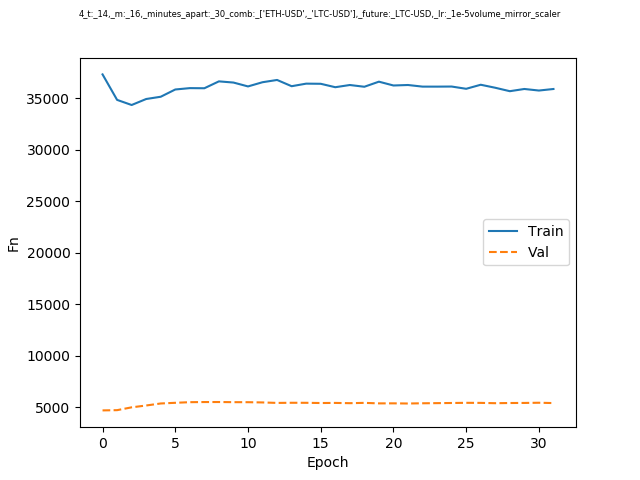 4_t:_14,_m:_16,_minutes_apart:_30_comb:_['ETH-USD',_'LTC-USD'],_future:_LTC-USD,_lr:_1e-5volume_mirror_scaler
35000
30000
25000
20000
15000
10000
5000
Fn
Train
Val
0 5 10 15 20 25 30
Epoch